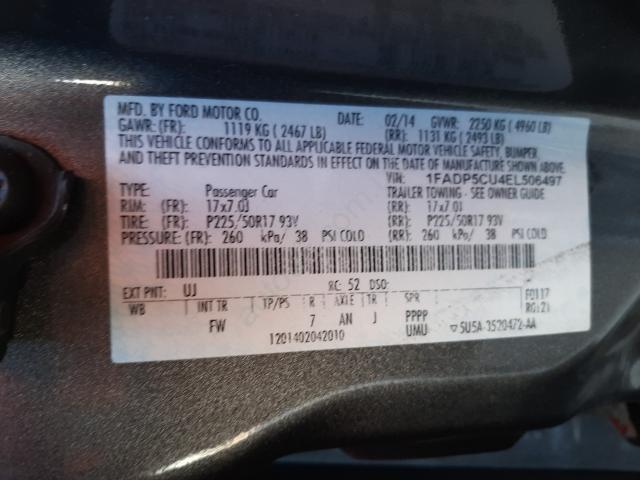 MFD. BY FORD MOTOR CO.
DATE: 02/14 GVWR: 2250 KG ( 4960 LB)
GAWR: (FR): 1119 KG ( 2467 LB) (RR): 1131 KG ( 2493 LB)
THIS VEHICLE CONFORMS TO ALL APPLICABLE FEDERAL MOTOR VEHICLE SAFETY, BUMPER
AND THEFT PREVENTION STANDARDS IN EFFECT ON THE DATE OF MANUFACTURE SHOWN ABOVE.
VIN: 1FADP5CU4EL506497
TYPE: Passenger Car TRAILER TOWING - SEE OWNER GUIDE
RIM: (FR): 17x7.0J (RR): 17x7.0J
TIRE: (FR): P225/50R17 93V (RR): P225/50R17 93V
PRESSURE: (FR): 260 kPa/ 38 PSI COLD (RR): 260 kPa/ 38 PSI COLD
EXT PNT: UJ RC: 52 DSO: F0117
WB INT TR TP/PS R AXLE TR SPR R0121
FW 7 AN J PPPP
1201402042010 UMU 5U5A-3520472-AA